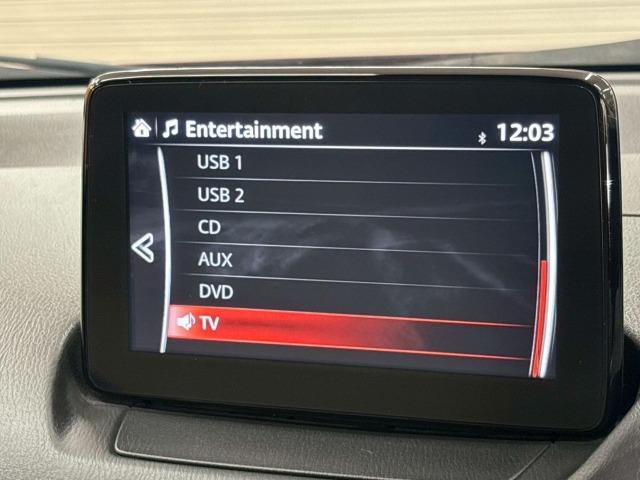 Entertainment 12:03
USB 1
USB 2
CD
AUX
DVD
TV